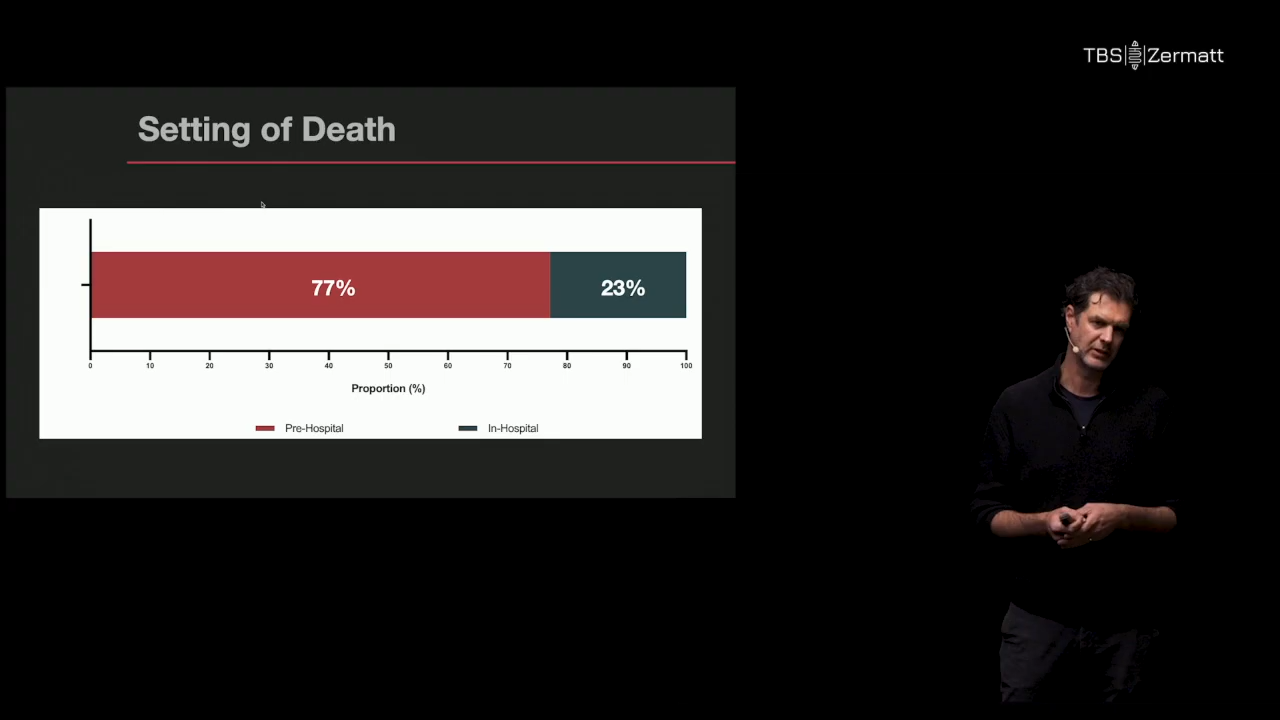 TBS Zermatt
Setting of Death
77%
23%
0 10 20 30 40 50 60 70 80 90 100
Proportion (%)
Pre-Hospital In-Hospital